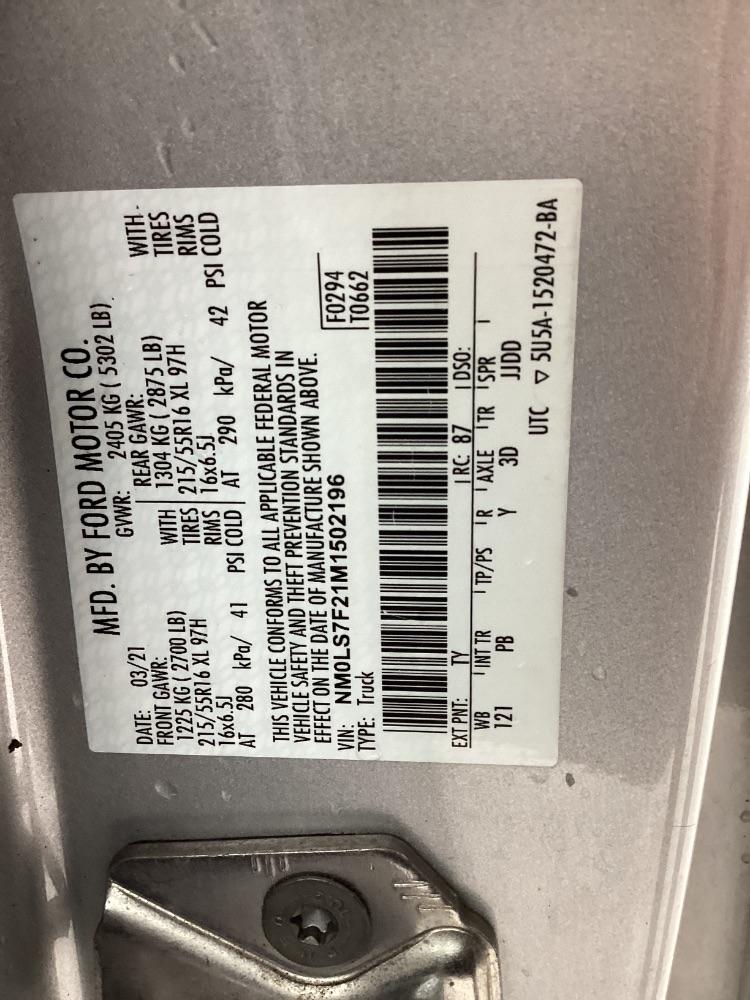 MFD. BY FORD MOTOR CO.
DATE: 03/21 GVWR: 2405 KG ( 5302 LB)
FRONT GAWR: REAR GAWR:
1225 KG ( 2700 LB) WITH 1304 KG ( 2875 LB) WITH
215/55R16 XL 97H TIRES 215/55R16 XL 97H TIRES
16x6.5J RIMS 16x6.5J RIMS
AT 280 kPa/ 41 PSI COLD AT 290 kPa/ 42 PSI COLD
THIS VEHICLE CONFORMS TO ALL APPLICABLE FEDERAL MOTOR
VEHICLE SAFETY AND THEFT PREVENTION STANDARDS IN
EFFECT ON THE DATE OF MANUFACTURE SHOWN ABOVE.
VIN: NM0LS7F21M1502196 F0294
TYPE: Truck T0662
EXT PNT: TY RC: B7 DSO:
WB INT TR TP/PS R AXLE TR SPR
121 PB Y 3D JJDD
UTC ▽ 5U5A-1520472-BA